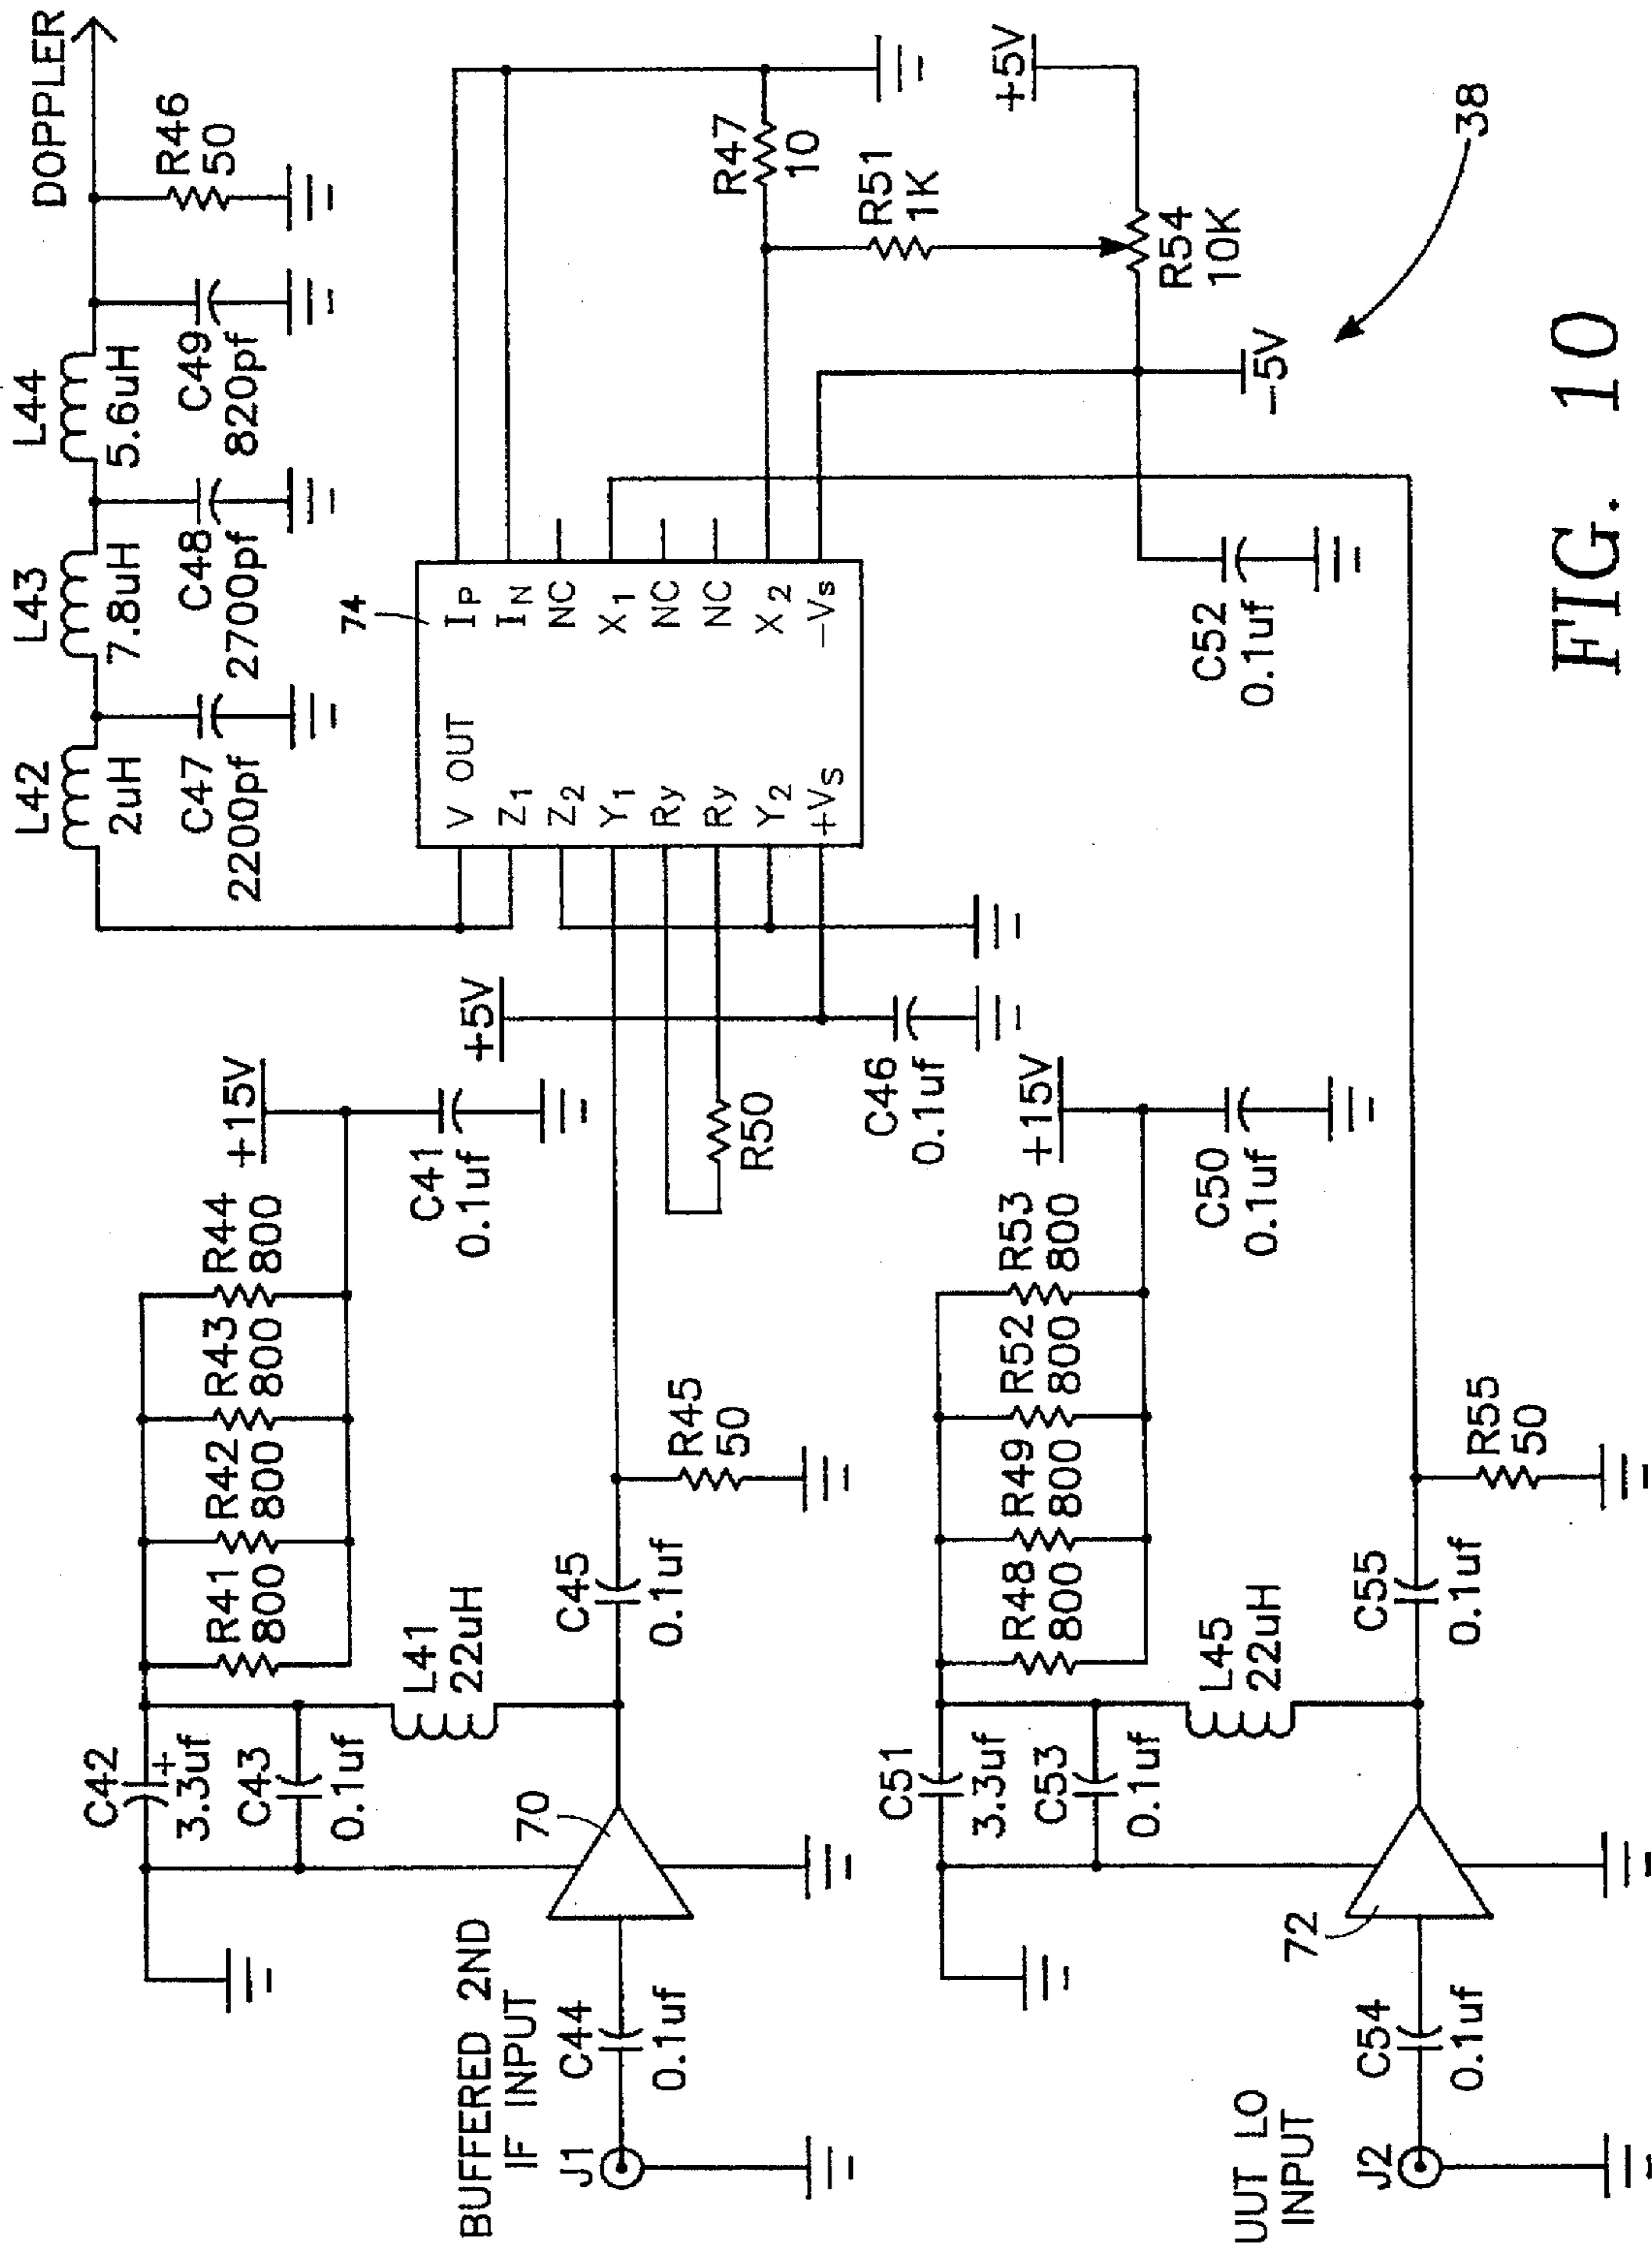 DOPPLER
L42
2uH
L43
7.8uH
L44
5.6uH
C47
2200pf
C48
2700pf
C49
820pf
R46
50
R41
800
R42
800
R43
800
R44
800
+15V
C42
+
3.3uf
C43
0.1uf
L41
22uH
C41
0.1uf
74
V OUT
Z1
Z2
Y1
Ry
Ry
Y2
+VS
IP
IN
NC
X1
NC
NC
X2
-Vs
+5V
R50
C46
0.1uf
R47
10
R51
1K
+5V
R54
10K
-5V
C52
0.1uf
38
BUFFERED 2ND
IF INPUT
J1
C44
0.1uf
70
C45
0.1uf
R45
50
C51
3.3uf
C53
0.1uf
L45
22uH
R48
800
R49
800
R52
800
R53
800
+15V
C50
0.1uf
UUT LO
INPUT
J2
C54
0.1uf
72
C55
0.1uf
R55
50
FIG. 10